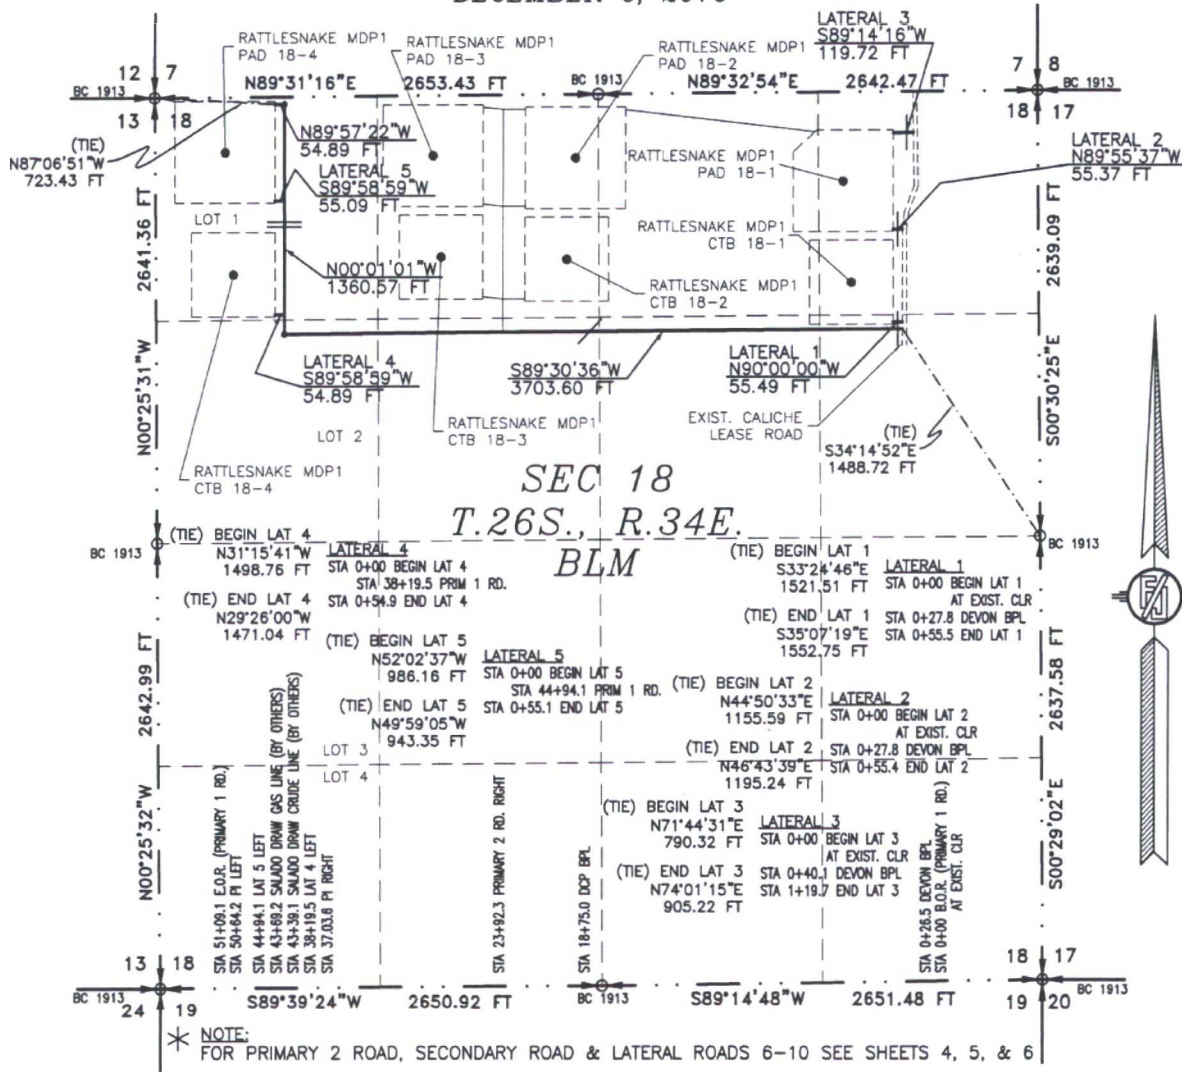 LATERAL 3
S89°14'16"W
119.72 FT
RATTLESNAKE MDP1
PAD 18-4
RATTLESNAKE MDP1
PAD 18-3
RATTLESNAKE MDP1
PAD 18-2
12 7
BC 1913
13 18
N89°31'16"E 2653.43 FT
BC 1913
N89°32'54"E 2642.47 FT
7 8
BC 1913
18 17
(TIE)
N87°06'51"W
723.43 FT
N89°57'22"W
54.89 FT
LATERAL 5
S89°58'59"W
55.09 FT
LATERAL 2
N89°55'37"W
55.37 FT
RATTLESNAKE MDP1
PAD 18-1
LOT 1
RATTLESNAKE MDP1
CTB 18-1
N00°01'01"W
1360.57 FT
RATTLESNAKE MDP1
CTB 18-2
2641.36 FT
N00°25'31"W
2639.09 FT
S00°30'25"E
LATERAL 4
S89°58'59"W
54.89 FT
S89°30'36"W
3703.60 FT
LATERAL 1
N90°00'00"W
55.49 FT
RATTLESNAKE MDP1
CTB 18-3
EXIST. CALICHE
LEASE ROAD
LOT 2
(TIE)
S34°14'52"E
1488.72 FT
RATTLESNAKE MDP1
CTB 18-4
SEC 18
T.26S., R.34E.
BLM
BC 1913
BC 1913
(TIE) BEGIN LAT 4
N31°15'41"W
1498.76 FT
(TIE) END LAT 4
N29°26'00"W
1471.04 FT
LATERAL 4
STA 0+00 BEGIN LAT 4
STA 38+19.5 PRIM 1 RD.
STA 0+54.9 END LAT 4
(TIE) BEGIN LAT 1
S33°24'46"E
1521.51 FT
(TIE) END LAT 1
S35°07'19"E
1552.75 FT
LATERAL 1
STA 0+00 BEGIN LAT 1
AT EXIST. CLR
STA 0+27.8 DEVON BPL
STA 0+55.5 END LAT 1
(TIE) BEGIN LAT 5
N52°02'37"W
986.16 FT
(TIE) END LAT 5
N49°59'05"W
943.35 FT
LATERAL 5
STA 0+00 BEGIN LAT 5
STA 44+94.1 PRIM 1 RD.
STA 0+55.1 END LAT 5
(TIE) BEGIN LAT 2
N44°50'33"E
1155.59 FT
(TIE) END LAT 2
N46°43'39"E
1195.24 FT
LATERAL 2
STA 0+00 BEGIN LAT 2
AT EXIST. CLR
STA 0+27.8 DEVON BPL
STA 0+55.4 END LAT 2
2642.99 FT
N00°25'32"W
2637.58 FT
S00°29'02"E
LOT 3
LOT 4
(TIE) BEGIN LAT 3
N71°44'31"E
790.32 FT
(TIE) END LAT 3
N74°01'15"E
905.22 FT
LATERAL 3
STA 0+00 BEGIN LAT 3
AT EXIST. CLR
STA 0+40.1 DEVON BPL
STA 1+19.7 END LAT 3
STA 51+09.1 E.O.R. (PRIMARY 1 RD.)
STA 50+64.2 PI LEFT
STA 44+94.1 LAT 5 LEFT
STA 43+69.2 SALADO DRAW GAS LINE (BY OTHERS)
STA 43+39.1 SALADO DRAW CRUDE LINE (BY OTHERS)
STA 38+19.5 LAT 4 LEFT
STA 37.03.6 PI RIGHT
STA 23+92.3 PRIMARY 2 RD. RIGHT
STA 18+75.0 DCP BPL
STA 0+26.5 DEVON BPL
STA 0+00 B.O.R. (PRIMARY 1 RD.)
AT EXIST. CLR
13 18
BC 1913
24 19
S89°39'24"W 2650.92 FT
BC 1913
S89°14'48"W 2651.48 FT
18 17
BC 1913
19 20
* NOTE:
FOR PRIMARY 2 ROAD, SECONDARY ROAD & LATERAL ROADS 6-10 SEE SHEETS 4, 5, & 6